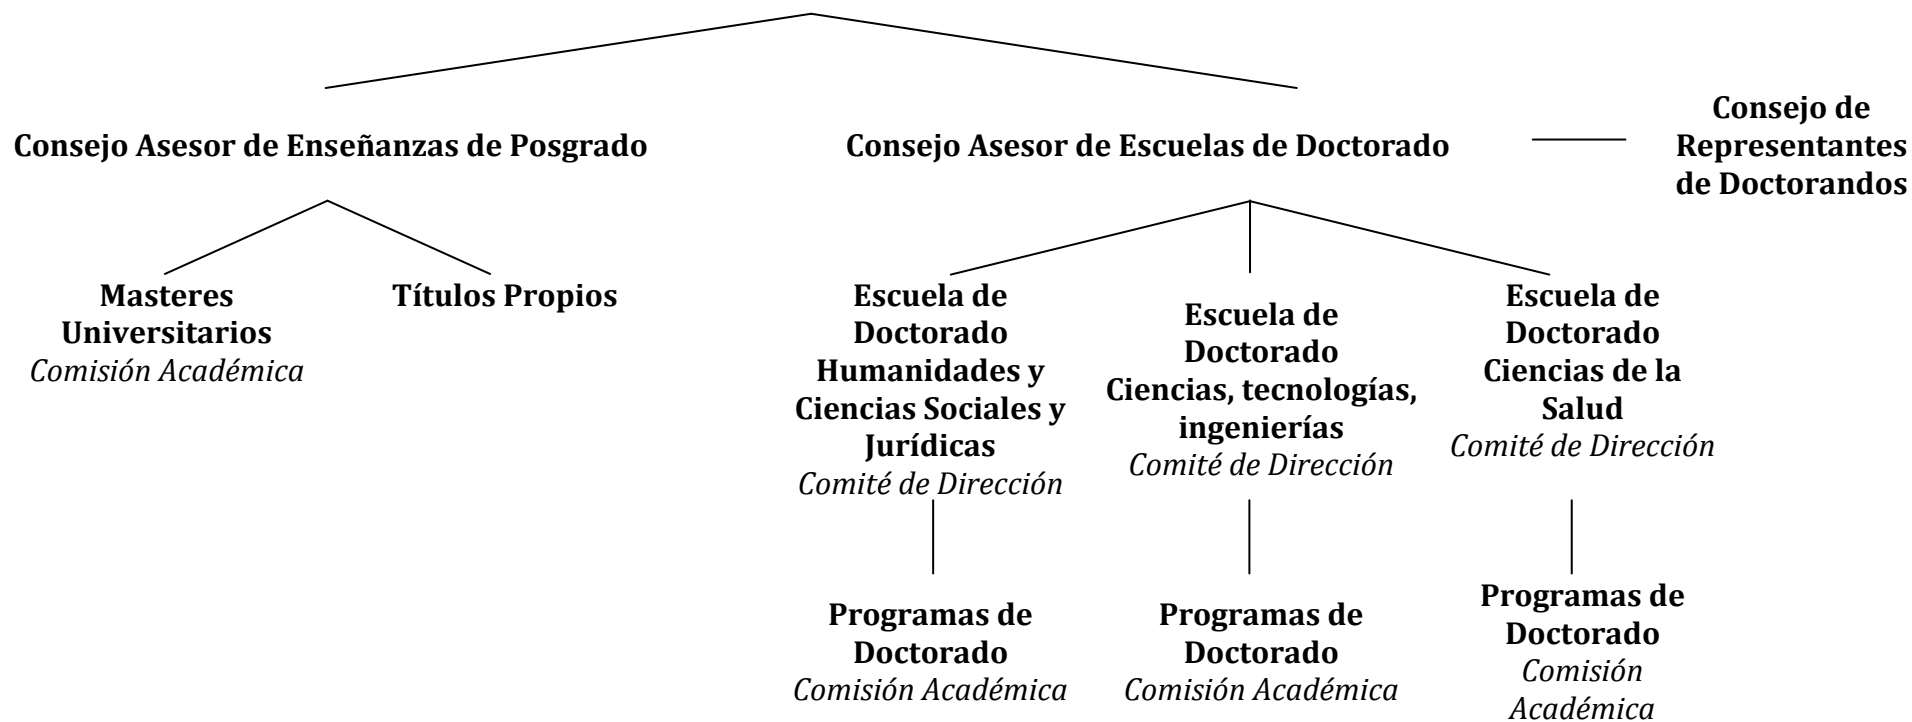 Consejo Asesor de Enseñanzas de Posgrado
Consejo Asesor de Escuelas de Doctorado
Consejo de
Representantes
de Doctorandos
Masteres
Universitarios
Comisión Académica
Títulos Propios
Escuela de
Doctorado
Humanidades y
Ciencias Sociales y
Jurídicas
Comité de Dirección
Escuela de
Doctorado
Ciencias, tecnologías,
ingenierías
Comité de Dirección
Escuela de
Doctorado
Ciencias de la
Salud
Comité de Dirección
Programas de
Doctorado
Comisión Académica
Programas de
Doctorado
Comisión Académica
Programas de
Doctorado
Comisión
Académica